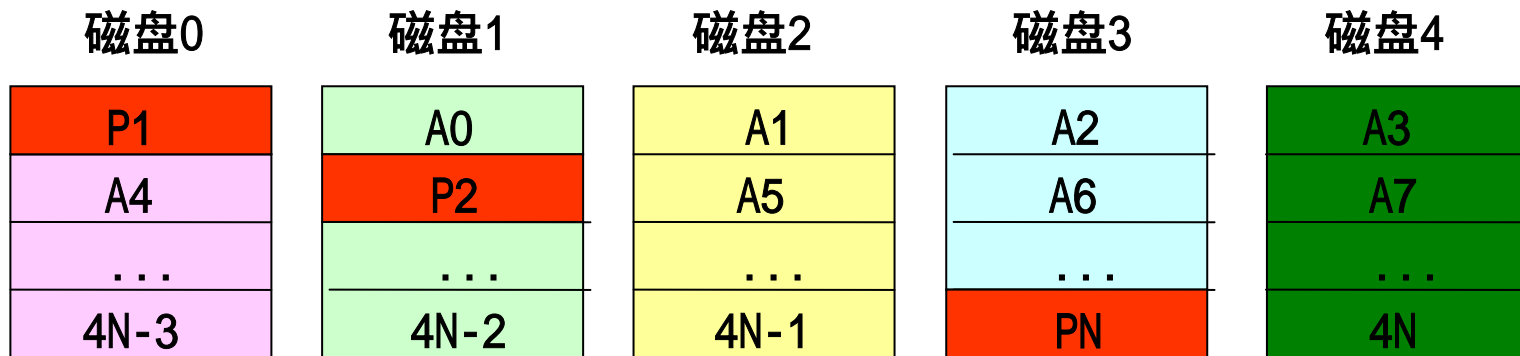 磁盘0 磁盘1 磁盘2 磁盘3 磁盘4
P1 A0 A1 A2 A3
A4 P2 A5 A6 A7
... ... ... ... ...
4N-3 4N-2 4N-1 PN 4N